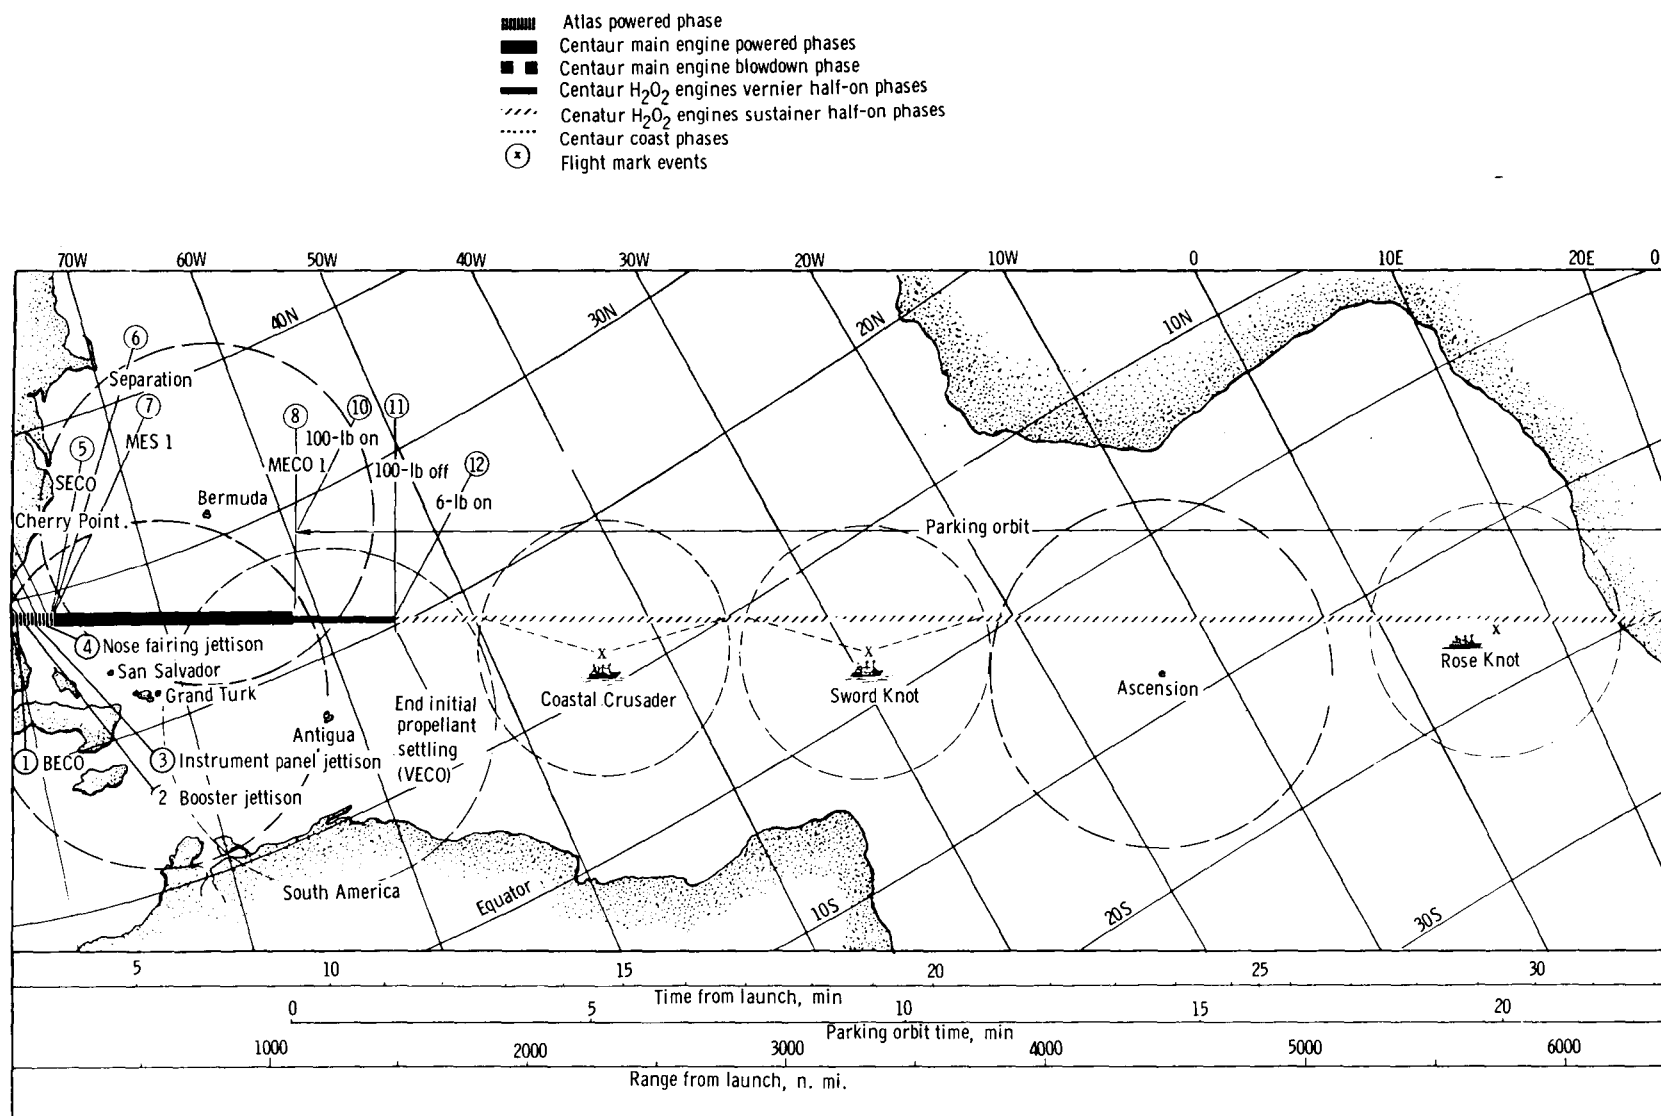 Atlas powered phase
Centaur main engine powered phases
Centaur main engine blowdown phase
Centaur H2O2 engines vernier half-on phases
Cenatur H2O2 engines sustainer half-on phases
Centaur coast phases
x Flight mark events
70W 60W 50W 40W 30W 20W 10W 0 10E 20E 0
40N 30N 20N 10N
6
Separation
7
MES 1
5
SECO
8
MECO 1
10
100-lb on
11
100-lb off
12
6-lb on
Bermuda
Cherry Point
Parking orbit
4 Nose fairing jettison
San Salvador
Grand Turk
Antigua
End initial
propellant
settling
(VECO)
x
Coastal Crusader
x
Sword Knot
Ascension
x
Rose Knot
1 BECO
3 Instrument panel jettison
2 Booster jettison
South America
Equator
10S
20S
30S
5 10 15 20 25 30
Time from launch, min
0 5 10 15 20
Parking orbit time, min
1000 2000 3000 4000 5000 6000
Range from launch, n. mi.